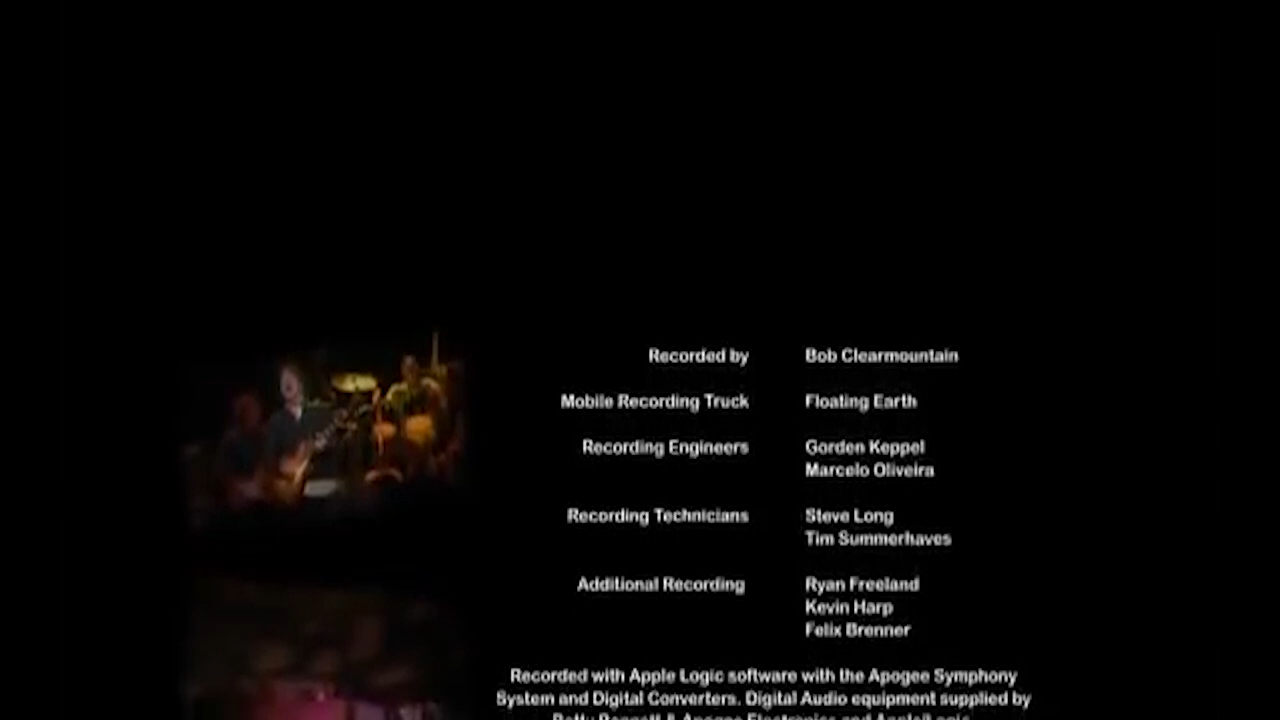 Recorded by Bob Clearmountain
Mobile Recording Truck Floating Earth
Recording Engineers Gorden Keppel
Marcelo Oliveira
Recording Technicians Steve Long
Tim Summerhaves
Additional Recording Ryan Freeland
Kevin Harp
Felix Brenner
Recorded with Apple Logic software with the Apogee Symphony
System and Digital Converters. Digital Audio equipment supplied by